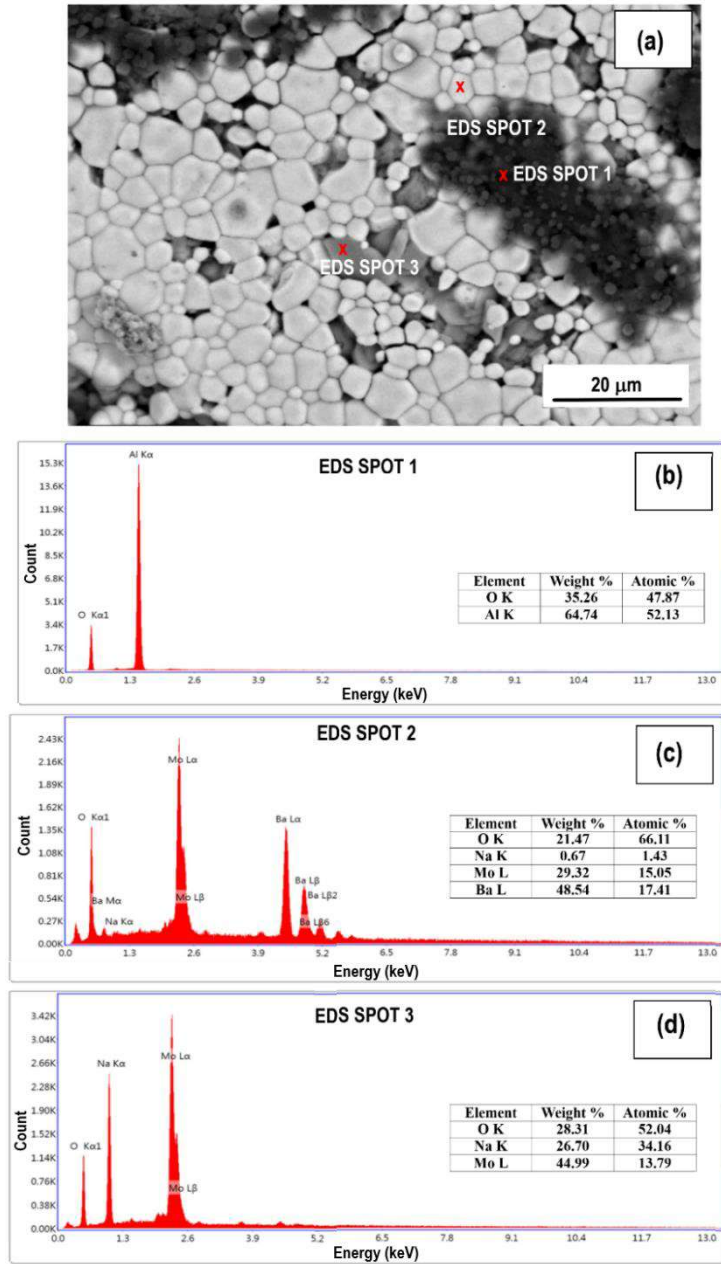 (a)
EDS SPOT 2
EDS SPOT 1
EDS SPOT 3
20 μm
EDS SPOT 1
(b)
Al Kα
O Kα1
Count
15.3K
13.6K
11.9K
10.2K
8.5K
6.8K
5.1K
3.4K
1.7K
0.0K
Element Weight % Atomic %
O K 35.26 47.87
Al K 64.74 52.13
0.0 1.3 2.6 3.9 5.2 6.5 7.8 9.1 10.4 11.7 13.0
Energy (keV)
EDS SPOT 2
(c)
Count
2.43K
2.16K
1.89K
1.62K
1.35K
1.08K
0.81K
0.54K
0.27K
0.00K
Mo Lα
O Kα1
Ba Lα
Ba Lβ
Ba Mα
Mo Lβ
Ba Lβ2
Na Kα
Ba Lβ6
Element Weight % Atomic %
O K 21.47 66.11
Na K 0.67 1.43
Mo L 29.32 15.05
Ba L 48.54 17.41
0.0 1.3 2.6 3.9 5.2 6.5 7.8 9.1 10.4 11.7 13.0
Energy (keV)
EDS SPOT 3
(d)
Count
3.42K
3.04K
2.66K
2.28K
1.90K
1.52K
1.14K
0.76K
0.38K
0.00K
Mo Lα
Na Kα
O Kα1
Mo Lβ
Element Weight % Atomic %
O K 28.31 52.04
Na K 26.70 34.16
Mo L 44.99 13.79
0.0 1.3 2.6 3.9 5.2 6.5 7.8 9.1 10.4 11.7 13.0
Energy (keV)